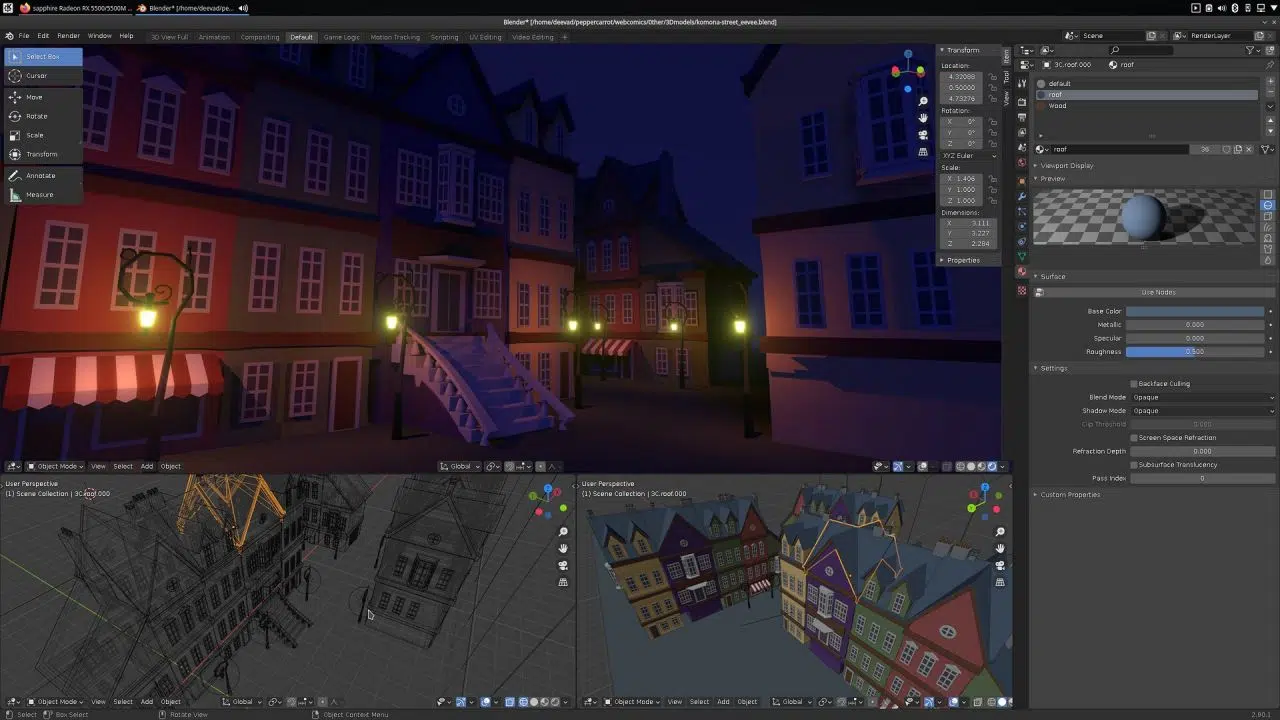 sapphire Radeon RX 5500/5500M ...
Blender* [/home/deevad/pe...
Blender* [/home/deevad/peppercarrot/webcomics/0ther/3Dmodels/komona-street_eevee.blend]
File Edit Render Window Help
3D View Full Animation Compositing Default Game Logic Motion Tracking Scripting UV Editing Video Editing +
Scene
RenderLayer
Select Box
Cursor
Move
Rotate
Scale
Transform
Annotate
Measure
Transform
Location:
4.32088
0.50000
4.73276
Rotation:
X 0°
Y 0°
Z 0°
XYZ Euler
Scale:
X 1.406
Y 1.000
Z 1.000
Dimensions:
X 3.111
Y 3.227
Z 2.284
Properties
Item
Tool
View
3C.roof.000 roof
default
roof
Wood
roof 36
Viewport Display
Preview
Surface
Use Nodes
Base Color
Metallic 0.000
Specular 0.000
Roughness 0.500
Settings
Backface Culling
Blend Mode Opaque
Shadow Mode Opaque
Clip Threshold 0.000
Screen Space Refraction
Refraction Depth 0.000
Subsurface Translucency
Pass Index 0
Custom Properties
Object Mode View Select Add Object Global
User Perspective
(1) Scene Collection | 3C.roof.000
User Perspective
(1) Scene Collection | 3C.roof.000
Object Mode View Select Add Object Global
Object Mode View Select Add Object Global
Select Box Select Rotate View Object Context Menu 2.90.1